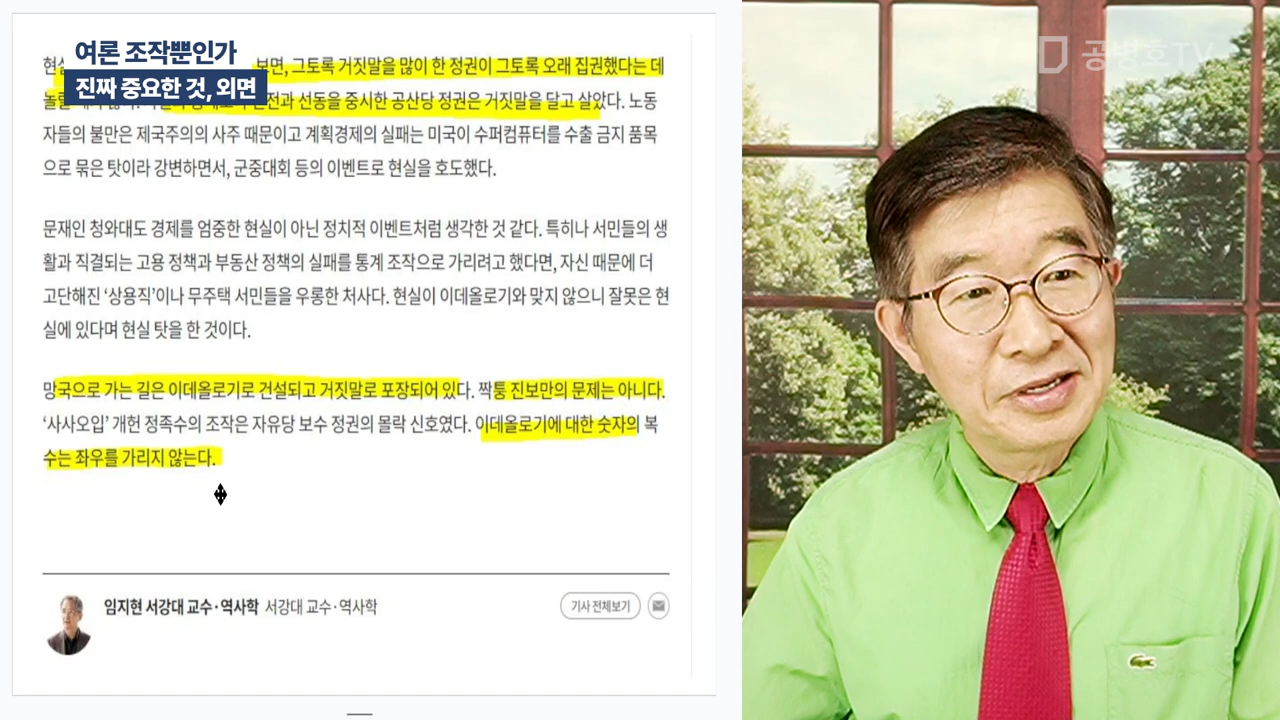 여론 조작뿐인가
진짜 중요한 것, 외면
공병호TV
현실 보면, 그토록 거짓말을 많이 한 정권이 그토록 오래 집권했다는 데
선전과 선동을 중시한 공산당 정권은 거짓말을 달고 살았다. 노동
자들의 불만은 제국주의의 사주 때문이고 계획경제의 실패는 미국이 수퍼컴퓨터를 수출 금지 품목
으로 묶은 탓이라 강변하면서, 군중대회 등의 이벤트로 현실을 호도했다.
문재인 청와대도 경제를 엄중한 현실이 아닌 정치적 이벤트처럼 생각한 것 같다. 특히나 서민들의 생
활과 직결되는 고용 정책과 부동산 정책의 실패를 통계 조작으로 가리려고 했다면, 자신 때문에 더
고단해진 ‘상용직’이나 무주택 서민들을 우롱한 처사다. 현실이 이데올로기와 맞지 않으니 잘못은 현
실에 있다며 현실 탓을 한 것이다.
망국으로 가는 길은 이데올로기로 건설되고 거짓말로 포장되어 있다. 짝퉁 진보만의 문제는 아니다.
‘사사오입’ 개헌 정족수의 조작은 자유당 보수 정권의 몰락 신호였다. 이데올로기에 대한 숫자의 복
수는 좌우를 가리지 않는다.
임지현 서강대 교수·역사학 서강대 교수·역사학
기사 전체보기